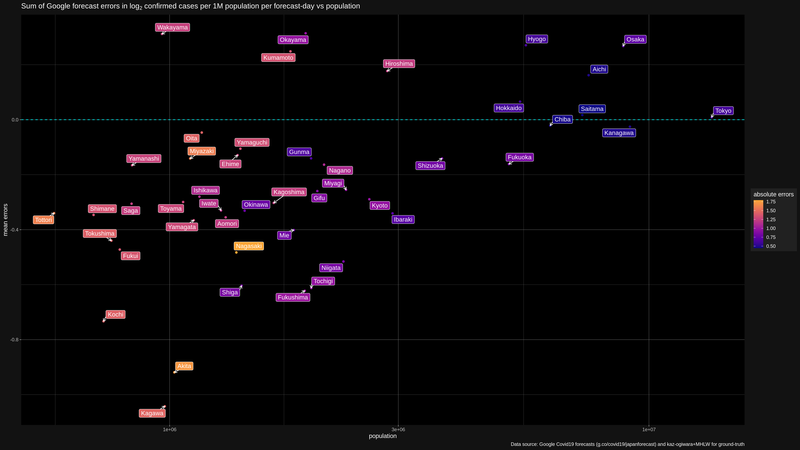 Sum of Google forecast errors in log2 confirmed cases per 1M population per forecast-day vs population
Wakayama
Okayama
Hyogo
Osaka
Kumamoto
Hiroshima
Aichi
Hokkaido
Saitama
Tokyo
0.0
Chiba
Kanagawa
Oita
Yamaguchi
Miyazaki
Gunma
Yamanashi
Ehime
Fukuoka
Shizuoka
Nagano
Miyagi
Ishikawa
Kagoshima
Gifu
Shimane
Saga
Toyama
Iwate
Okinawa
Kyoto
Tottori
Ibaraki
Yamagata
Aomori
-0.4
Tokushima
Mie
Nagasaki
Fukui
Niigata
Tochigi
Shiga
Fukushima
Kochi
-0.8
Akita
Kagawa
mean errors
1e+06
3e+06
1e+07
population
absolute errors
1.75
1.50
1.25
1.00
0.75
0.50
Data source: Google Covid19 forecasts (g.co/covid19/japanforecast) and kaz-ogiwara+MHLW for ground-truth